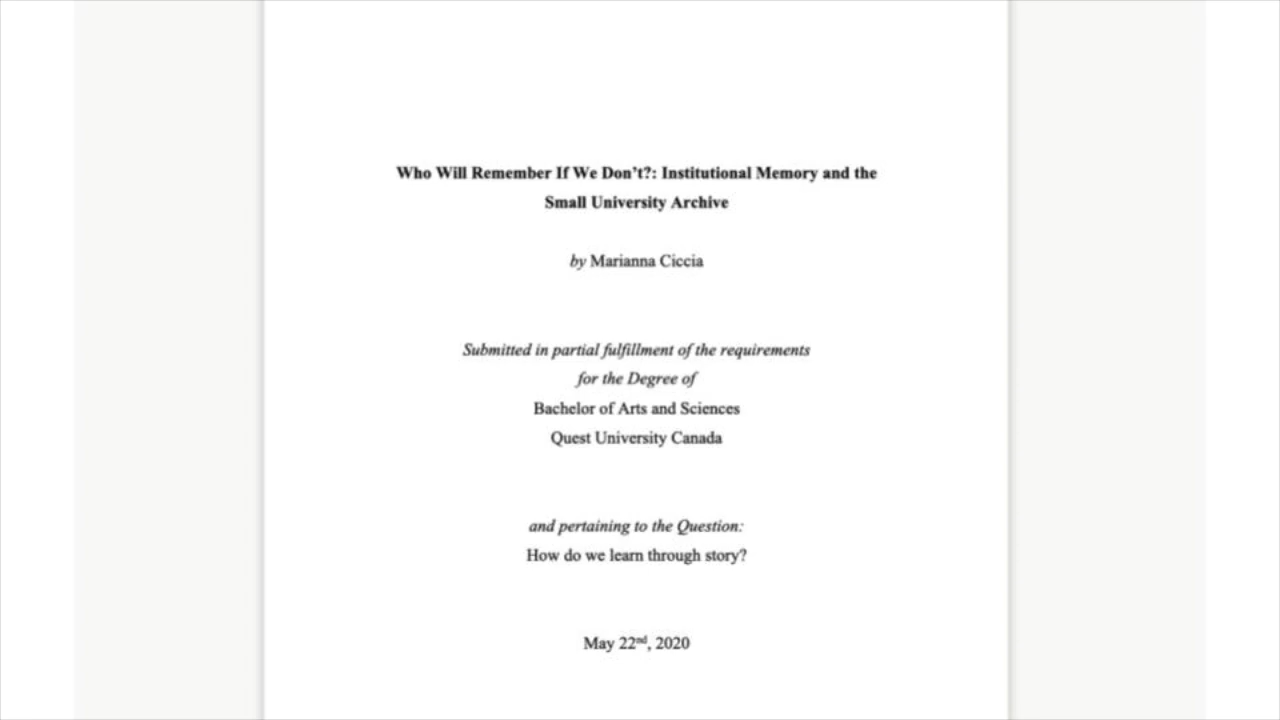 Who Will Remember If We Don't?: Institutional Memory and the
Small University Archive
by Marianna Ciccia
Submitted in partial fulfillment of the requirements
for the Degree of
Bachelor of Arts and Sciences
Quest University Canada
and pertaining to the Question:
How do we learn through story?
May 22nd, 2020